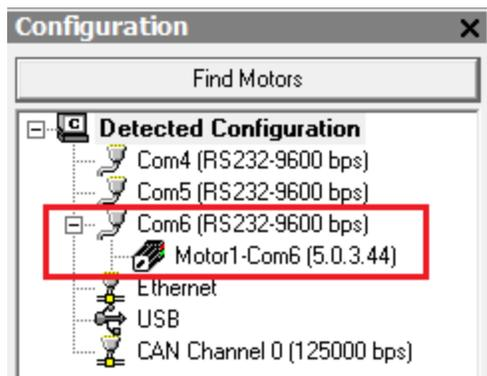 Configuration
Find Motors
Detected Configuration
Com4 (RS232-9600 bps)
Com5 (RS232-9600 bps)
Com6 (RS232-9600 bps)
Motor1-Com6 (5.0.3.44)
Ethernet
USB
CAN Channel 0 (125000 bps)